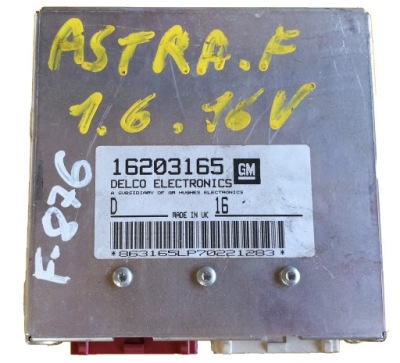 ASTRA.F
1.6.16V
F-876
16203165 GM
DELCO ELECTRONICS
A SUBSIDIARY OF GM HUGHES ELECTRONICS
D 16
MADE IN UK
*863165LP70221283*